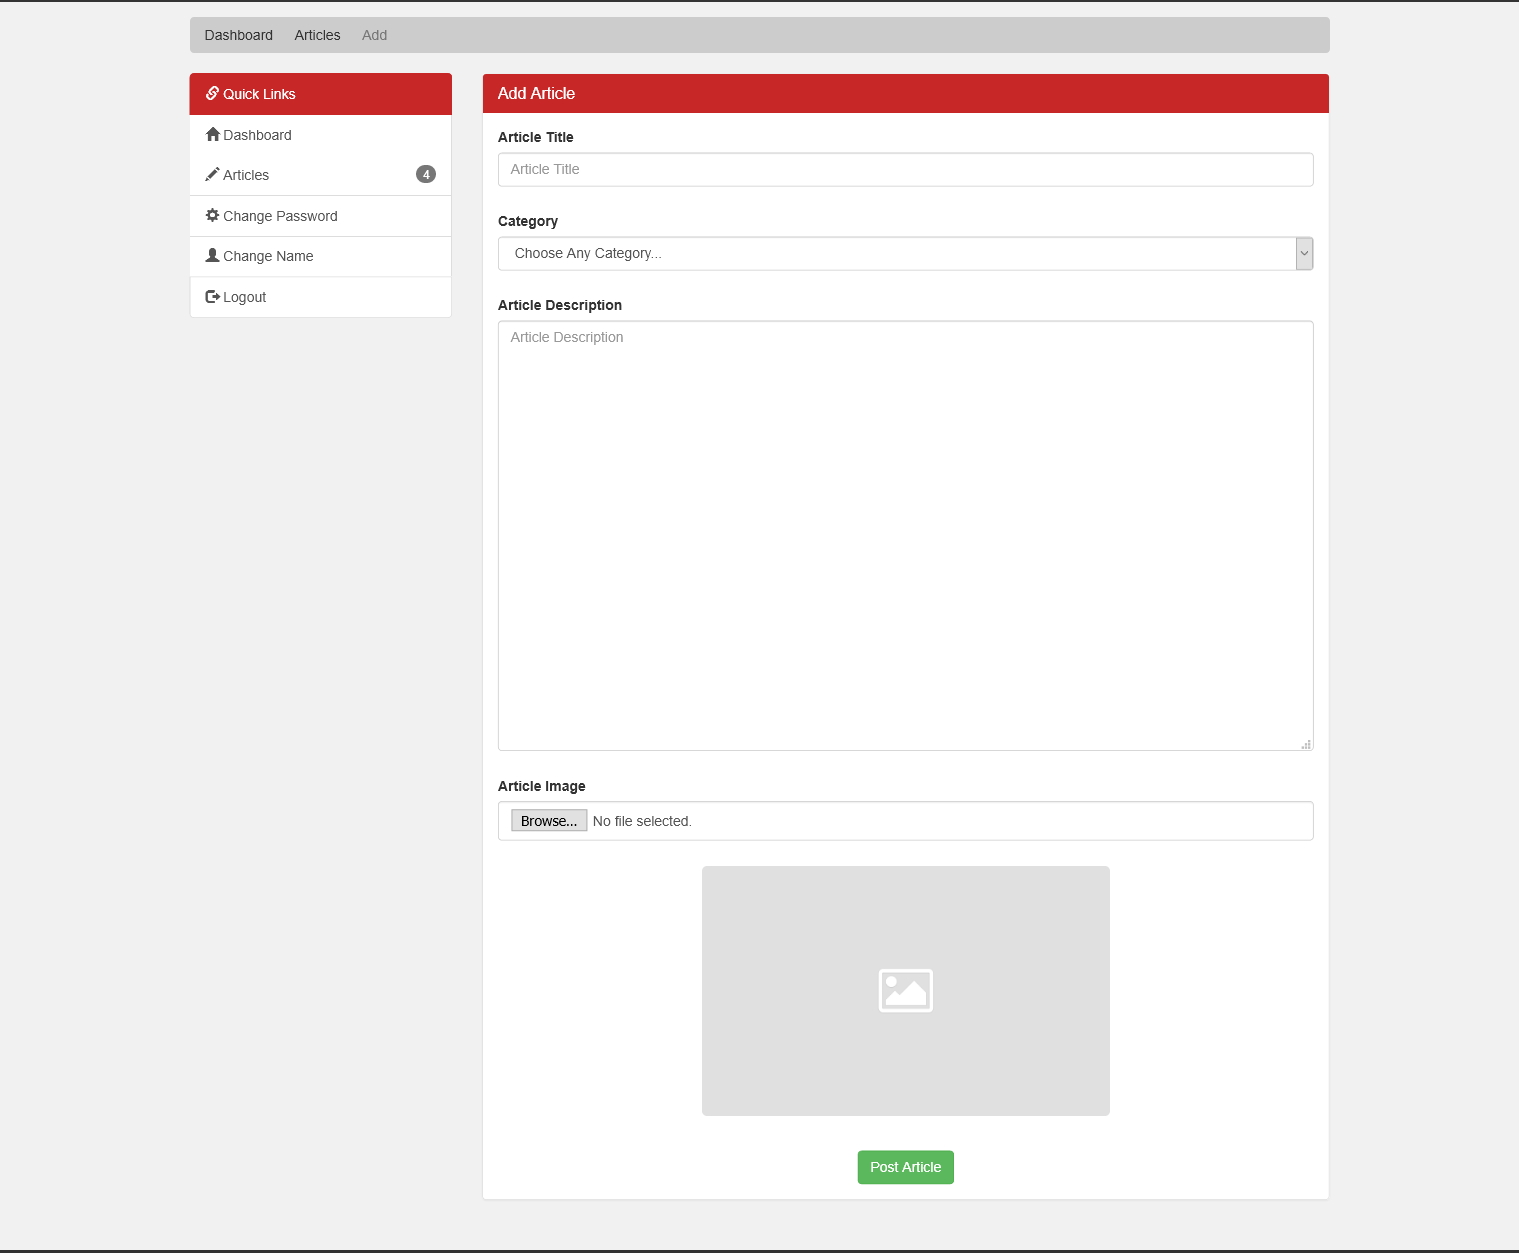 Dashboard Articles Add
Quick Links
Dashboard
Articles 4
Change Password
Change Name
Logout
Add Article
Article Title
Article Title
Category
Choose Any Category...
Article Description
Article Description
Article Image
Browse... No file selected.
Post Article